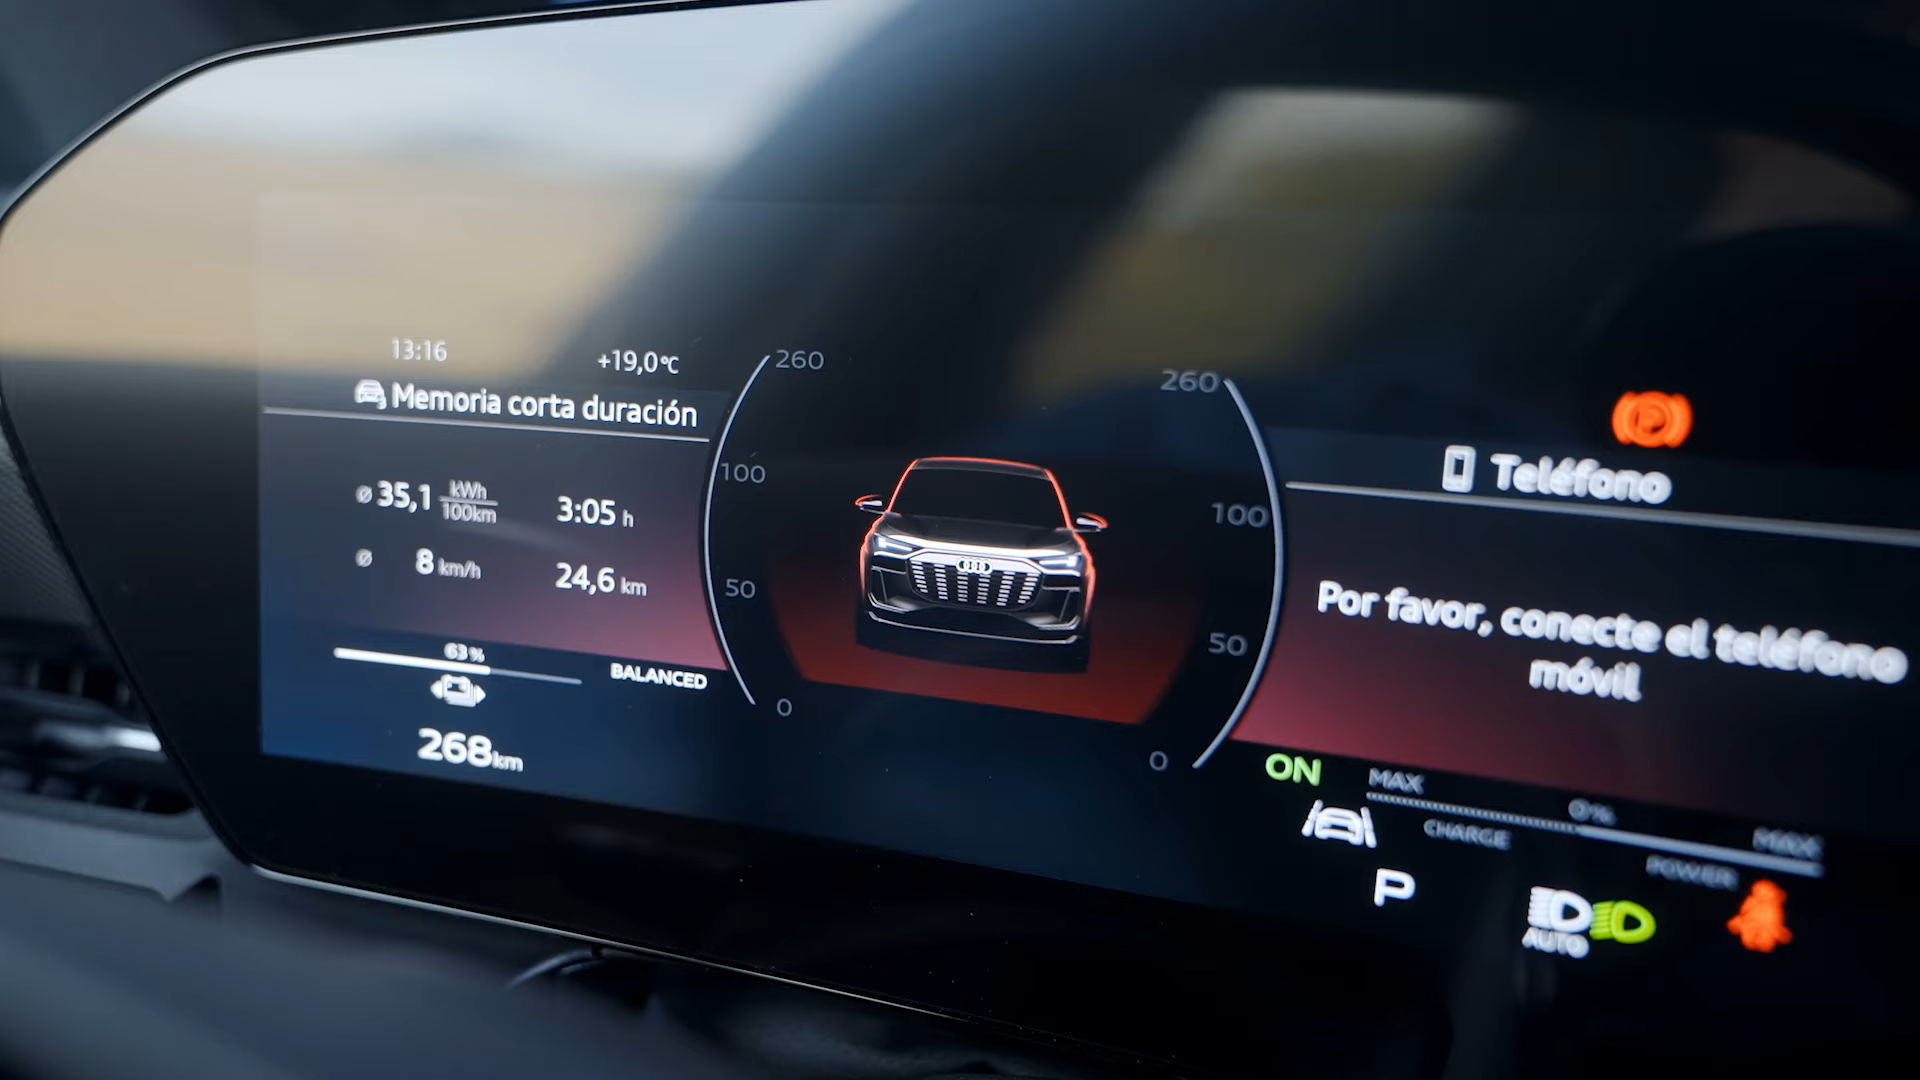 13:16
+19,0°C
Memoria corta duración
ø 35,1 kWh/100km
3:05 h
ø 8 km/h
24,6 km
63%
BALANCED
268km
260
100
50
0
260
100
50
0
Teléfono
Por favor, conecte el teléfono
móvil
ON
MAX
0%
MAX
CHARGE
POWER
P
AUTO